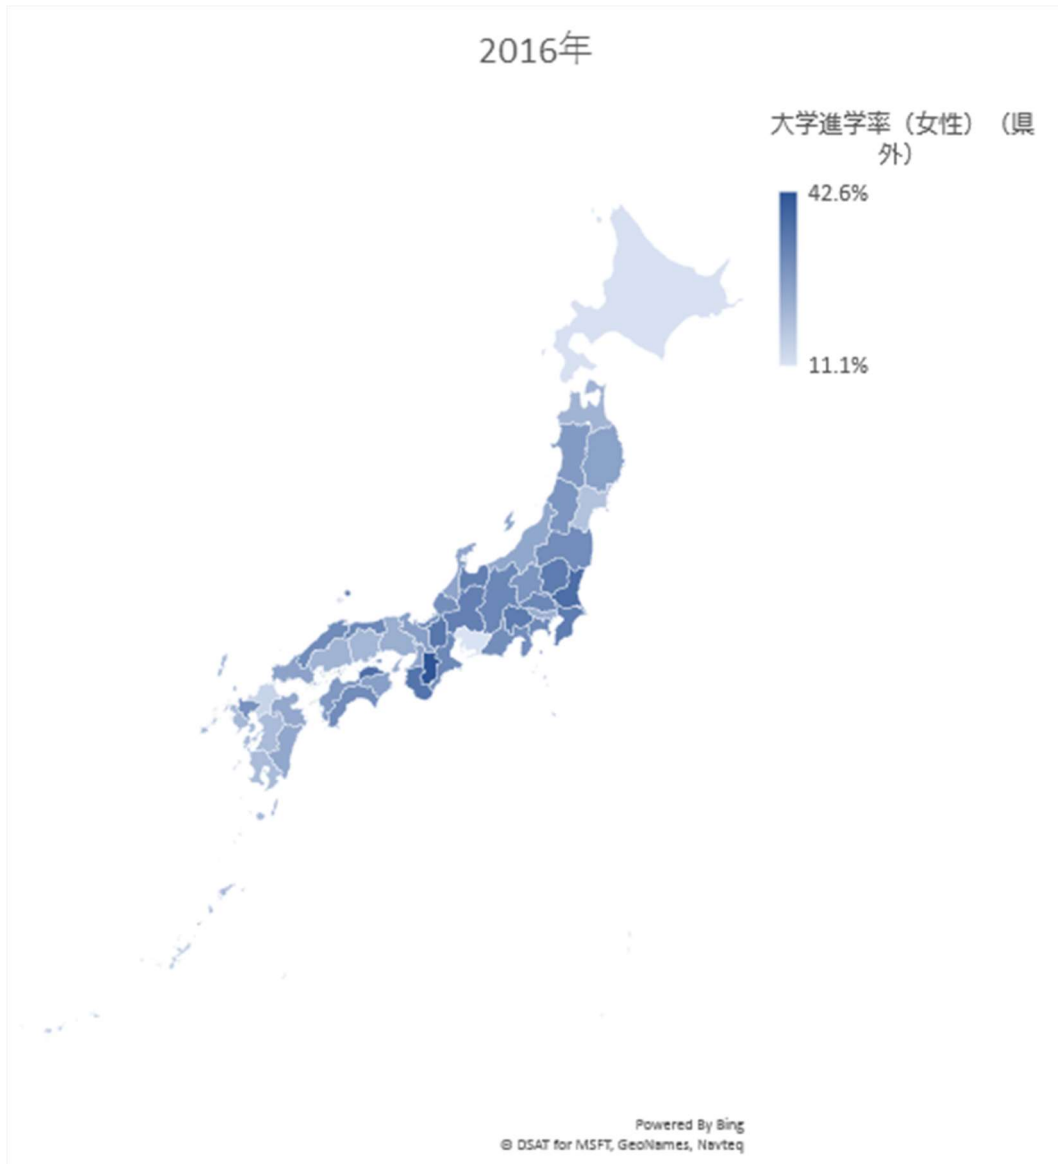 2016年
大学進学率（女性）（県
外）
42.6%
11.1%
Powered By Bing
© DSAT for MSFT, GeoNames, Navteq